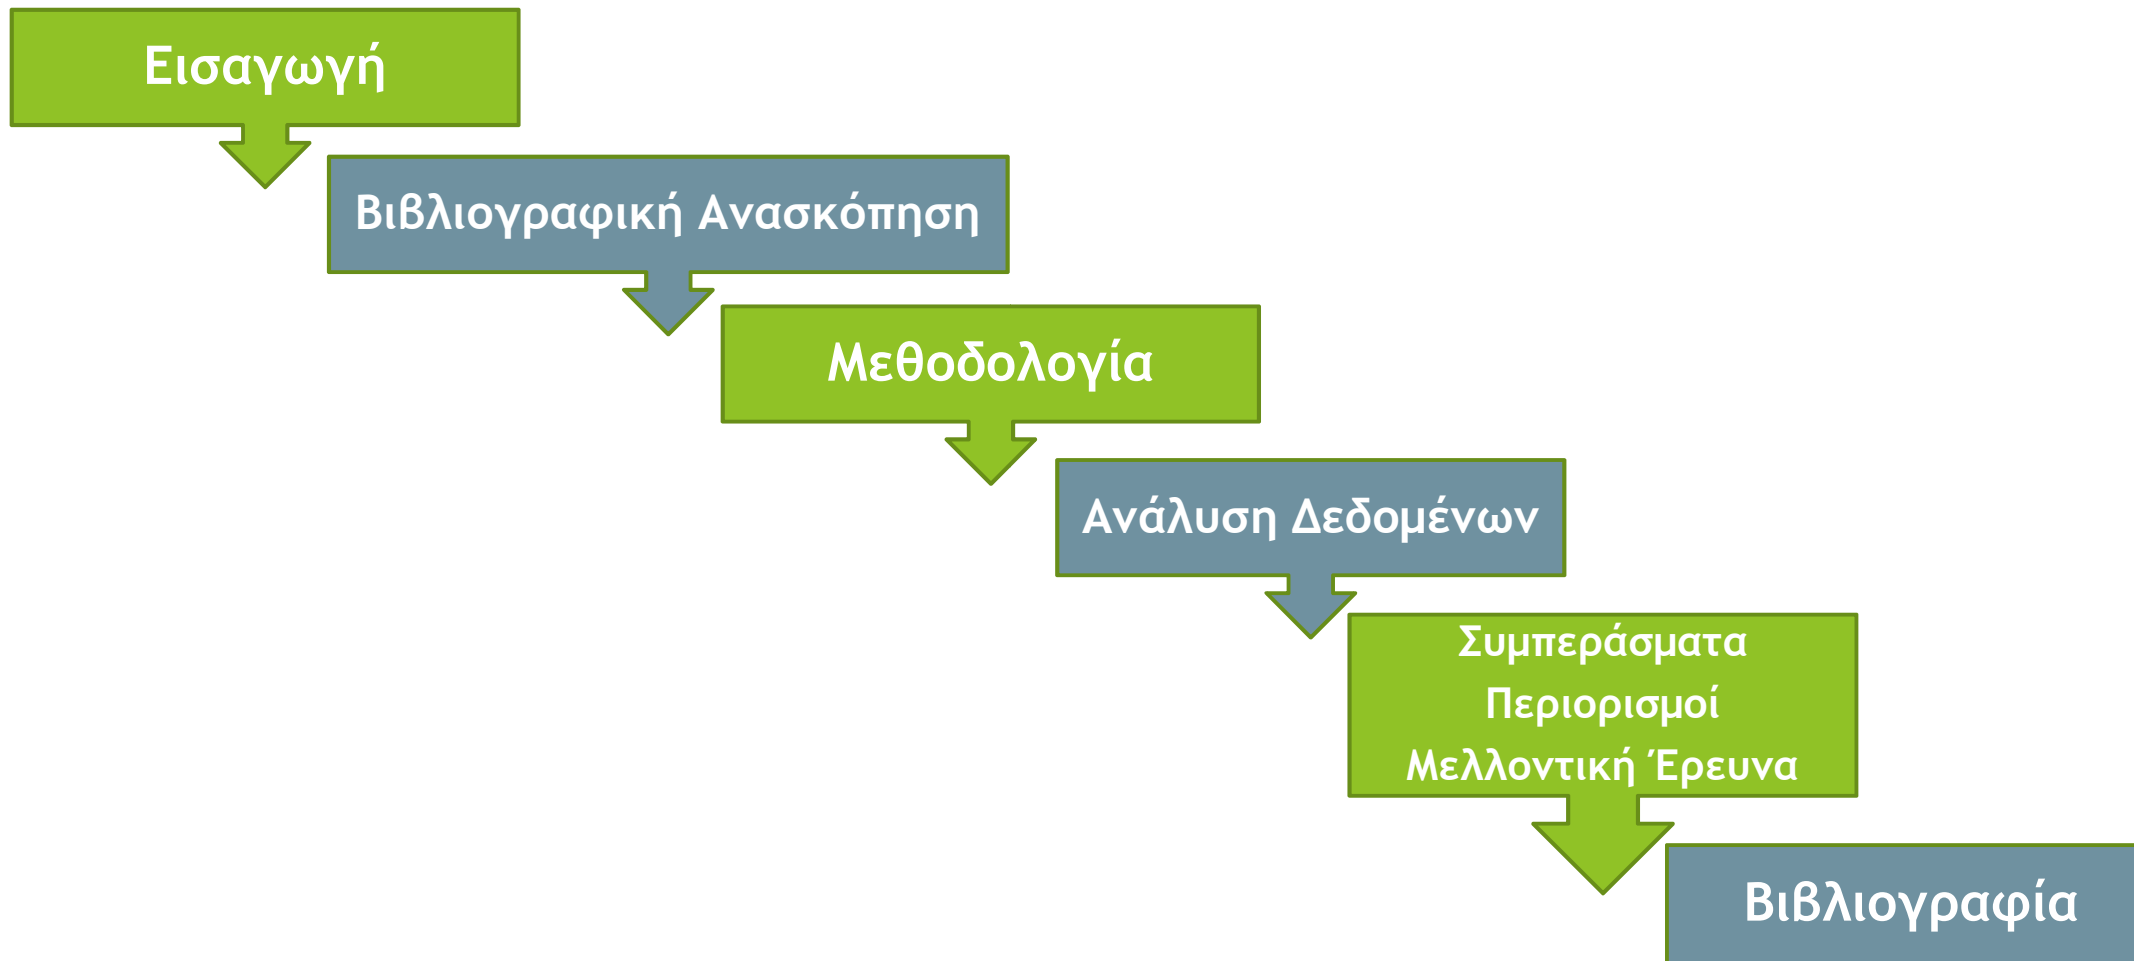 Εισαγωγή
Βιβλιογραφική Ανασκόπηση
Μεθοδολογία
Ανάλυση Δεδομένων
Συμπεράσματα
Περιορισμοί
Μελλοντική Έρευνα
Βιβλιογραφία